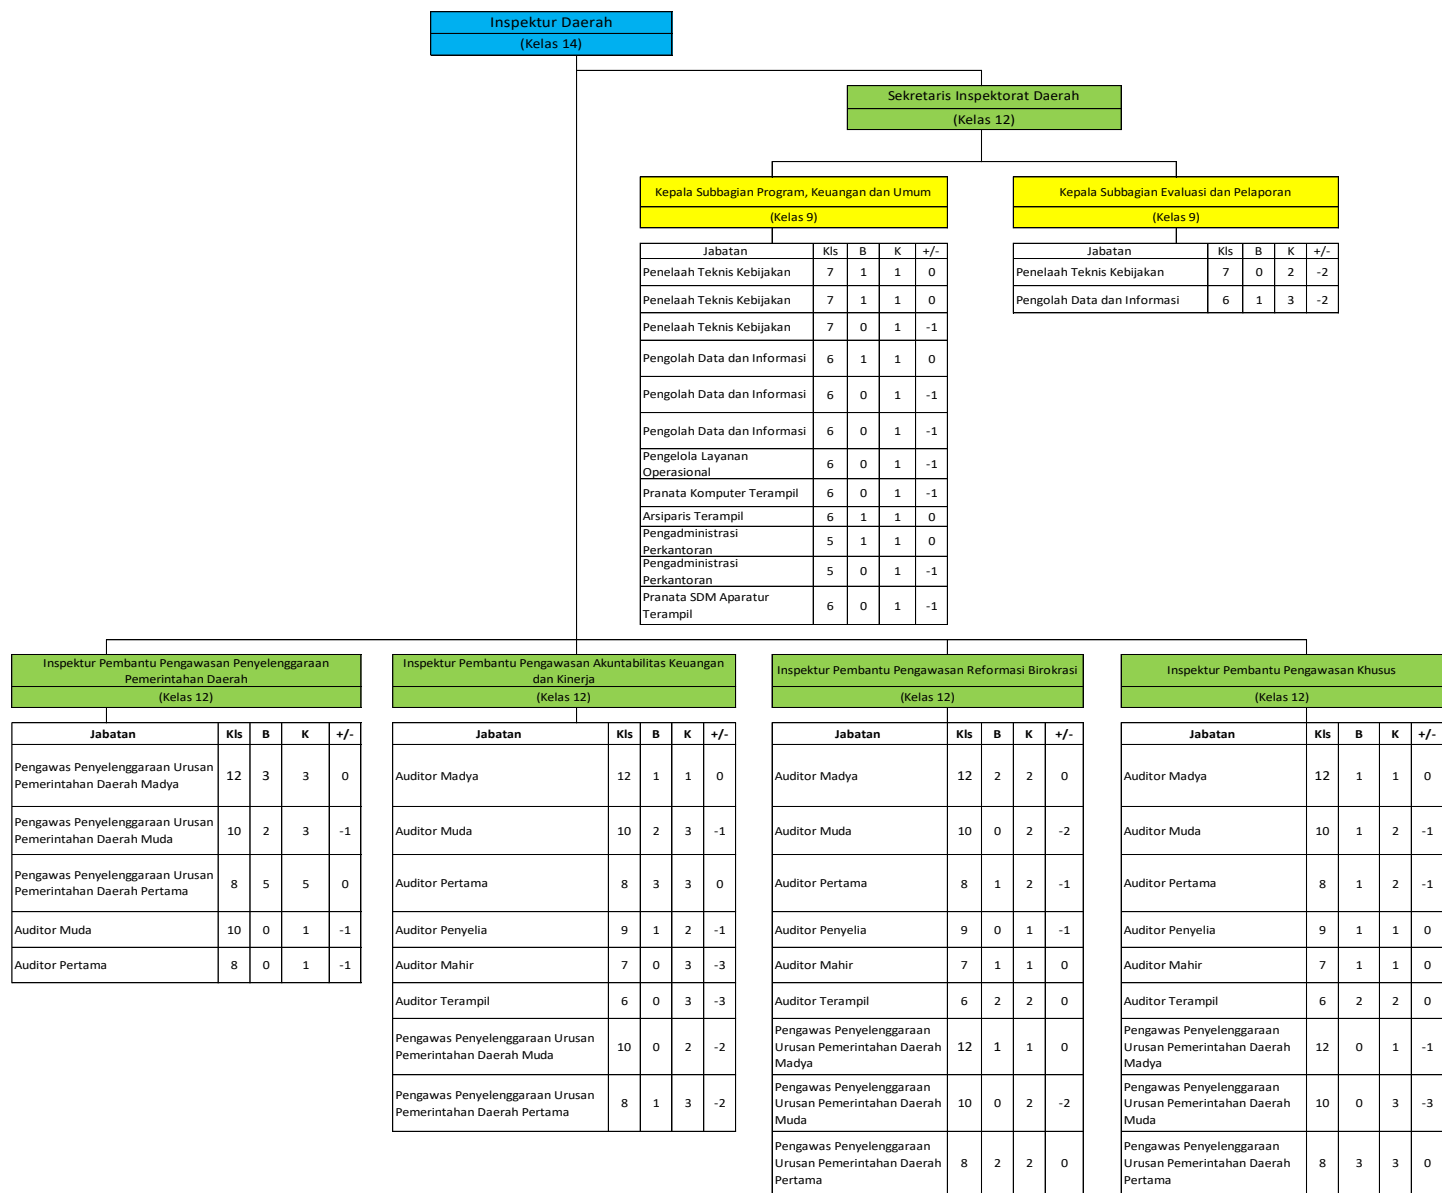 Inspektur Daerah
(Kelas 14)
Sekretaris Inspektorat Daerah
(Kelas 12)
Kepala Subbagian Program, Keuangan dan Umum
(Kelas 9)
Jabatan Kls B K +/-
Penelaah Teknis Kebijakan 7 1 1 0
Penelaah Teknis Kebijakan 7 1 1 0
Penelaah Teknis Kebijakan 7 0 1 -1
Pengolah Data dan Informasi 6 1 1 0
Pengolah Data dan Informasi 6 0 1 -1
Pengolah Data dan Informasi 6 0 1 -1
Pengelola Layanan
Operasional 6 0 1 -1
Pranata Komputer Terampil 6 0 1 -1
Arsiparis Terampil 6 1 1 0
Pengadministrasi
Perkantoran 5 1 1 0
Pengadministrasi
Perkantoran 5 0 1 -1
Pranata SDM Aparatur
Terampil 6 0 1 -1
Kepala Subbagian Evaluasi dan Pelaporan
(Kelas 9)
Jabatan Kls B K +/-
Penelaah Teknis Kebijakan 7 0 2 -2
Pengolah Data dan Informasi 6 1 3 -2
Inspektur Pembantu Pengawasan Penyelenggaraan
Pemerintahan Daerah
(Kelas 12)
Jabatan Kls B K +/-
Pengawas Penyelenggaraan Urusan
Pemerintahan Daerah Madya 12 3 3 0
Pengawas Penyelenggaraan Urusan
Pemerintahan Daerah Muda 10 2 3 -1
Pengawas Penyelenggaraan Urusan
Pemerintahan Daerah Pertama 8 5 5 0
Auditor Muda 10 0 1 -1
Auditor Pertama 8 0 1 -1
Inspektur Pembantu Pengawasan Akuntabilitas Keuangan
dan Kinerja
(Kelas 12)
Jabatan Kls B K +/-
Auditor Madya 12 1 1 0
Auditor Muda 10 2 3 -1
Auditor Pertama 8 3 3 0
Auditor Penyelia 9 1 2 -1
Auditor Mahir 7 0 3 -3
Auditor Terampil 6 0 3 -3
Pengawas Penyelenggaraan Urusan
Pemerintahan Daerah Muda 10 0 2 -2
Pengawas Penyelenggaraan Urusan
Pemerintahan Daerah Pertama 8 1 3 -2
Inspektur Pembantu Pengawasan Reformasi Birokrasi
(Kelas 12)
Jabatan Kls B K +/-
Auditor Madya 12 2 2 0
Auditor Muda 10 0 2 -2
Auditor Pertama 8 1 2 -1
Auditor Penyelia 9 0 1 -1
Auditor Mahir 7 1 1 0
Auditor Terampil 6 2 2 0
Pengawas Penyelenggaraan
Urusan Pemerintahan Daerah
Madya 12 1 1 0
Pengawas Penyelenggaraan
Urusan Pemerintahan Daerah
Muda 10 0 2 -2
Pengawas Penyelenggaraan
Urusan Pemerintahan Daerah
Pertama 8 2 2 0
Inspektur Pembantu Pengawasan Khusus
(Kelas 12)
Jabatan Kls B K +/-
Auditor Madya 12 1 1 0
Auditor Muda 10 1 2 -1
Auditor Pertama 8 1 2 -1
Auditor Penyelia 9 1 1 0
Auditor Mahir 7 1 1 0
Auditor Terampil 6 2 2 0
Pengawas Penyelenggaraan
Urusan Pemerintahan Daerah
Madya 12 0 1 -1
Pengawas Penyelenggaraan
Urusan Pemerintahan Daerah
Muda 10 0 3 -3
Pengawas Penyelenggaraan
Urusan Pemerintahan Daerah
Pertama 8 3 3 0